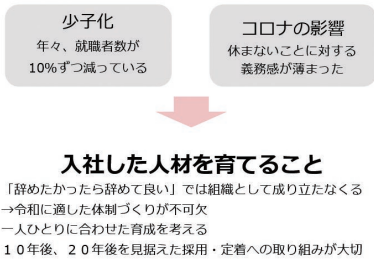 少子化
年々、就職者数が
10％ずつ減っている
コロナの影響
休まないことに対する
義務感が薄まった
入社した人材を育てること
「辞めたかったら辞めて良い」では組織として成り立たなくなる
→令和に適した体制づくりが不可欠
一人ひとりに合わせた育成を考える
１０年後、２０年後を見据えた採用・定着への取り組みが大切